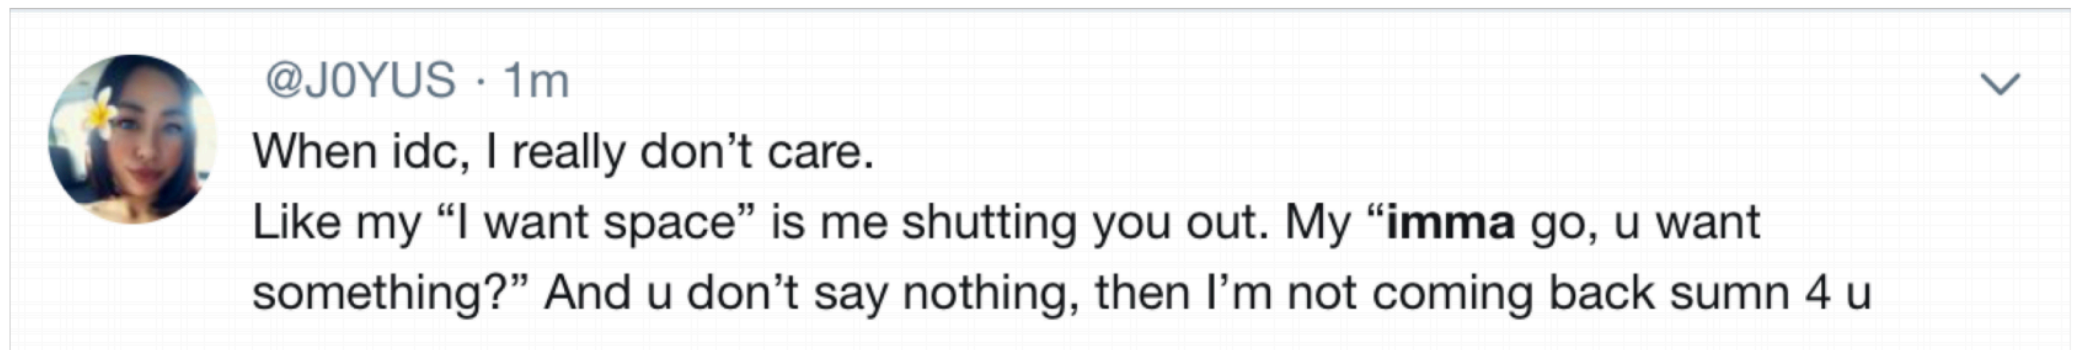 @J0YUS · 1m
When idc, I really don’t care.
Like my “I want space” is me shutting you out. My “imma go, u want
something?” And u don’t say nothing, then I’m not coming back sumn 4 u